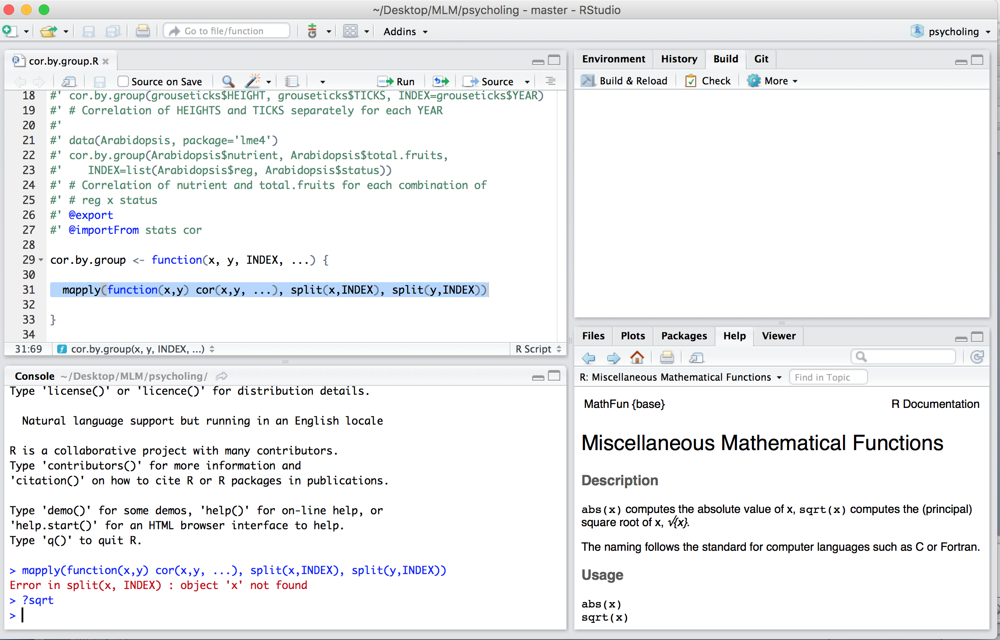 ~/Desktop/MLM/psycholing - master - RStudio
Go to file/function
Addins
psycholing
cor.by.group.R
Source on Save
Run
Source
18 #' cor.by.group(grouseticks$HEIGHT, grouseticks$TICKS, INDEX=grouseticks$YEAR)
19 #' # Correlation of HEIGHTS and TICKS separately for each YEAR
20 #'
21 #' data(Arabidopsis, package='lme4')
22 #' cor.by.group(Arabidopsis$nutrient, Arabidopsis$total.fruits,
23 #'    INDEX=list(Arabidopsis$reg, Arabidopsis$status))
24 #' # Correlation of nutrient and total.fruits for each combination of
25 #' # reg x status
26 #' @export
27 #' @importFrom stats cor
28
29 cor.by.group <- function(x, y, INDEX, ...) {
30
31   mapply(function(x,y) cor(x,y, ...), split(x,INDEX), split(y,INDEX))
32
33 }
34
31:69 cor.by.group(x, y, INDEX, ...) R Script
Console ~/Desktop/MLM/psycholing/
Type 'license()' or 'licence()' for distribution details.
Natural language support but running in an English locale
R is a collaborative project with many contributors.
Type 'contributors()' for more information and
'citation()' on how to cite R or R packages in publications.
Type 'demo()' for some demos, 'help()' for on-line help, or
'help.start()' for an HTML browser interface to help.
Type 'q()' to quit R.
> mapply(function(x,y) cor(x,y, ...), split(x,INDEX), split(y,INDEX))
Error in split(x, INDEX) : object 'x' not found
> ?sqrt
>
Environment History Build Git
Build & Reload Check More
Files Plots Packages Help Viewer
R: Miscellaneous Mathematical Functions Find in Topic
MathFun {base} R Documentation
Miscellaneous Mathematical Functions
Description
abs(x) computes the absolute value of x, sqrt(x) computes the (principal)
square root of x, √{x}.
The naming follows the standard for computer languages such as C or Fortran.
Usage
abs(x)
sqrt(x)